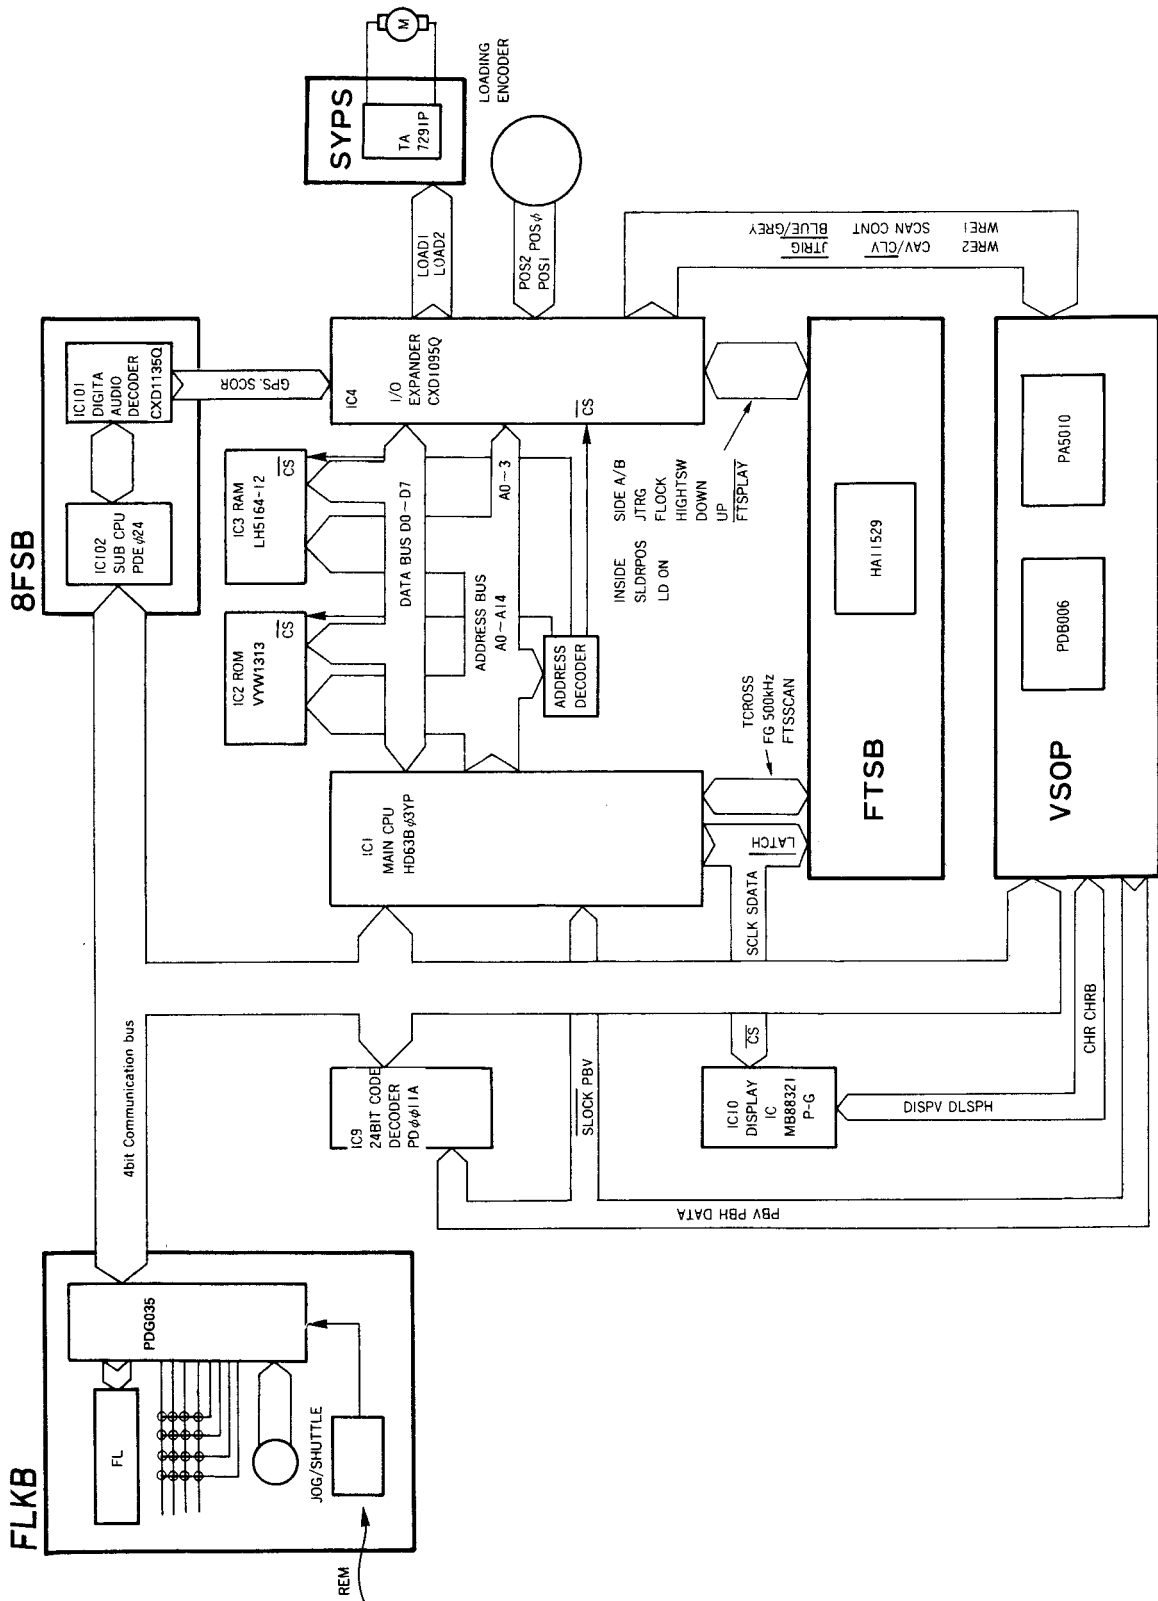 FLKB
REM
FL
PDG035
JOG/SHUTTLE
4bit Communication bus
8FSB
IC102
SUB CPU
PDEφ24
IC101
DIGITA
AUDIO
DECODER
CXD1135Q
GPS.SCOR
SYPS
TA
7291P
M
LOADING
ENCODER
LOAD1
LOAD2
POS2 POSφ
POS1
IC2 ROM
VYW1313
CS
IC3 RAM
LH5164-12
CS
DATA BUS D0~D7
ADDRESS BUS
A0~A14
A0~3
ADDRESS
DECODER
IC4
I/O
EXPANDER
CXD1095Q
CS
IC1
MAIN CPU
HD63Bφ3YP
IC9
24BIT CODE
DECODER
PDφφ11A
SLOCK PBV
SCLK SDATA
LATCH
CS
IC10
DISPLAY
IC
MB88321
P-G
DISPV DLSPH
CHR CHRB
PBV PBH DATA
TCROSS
FG 500kHz
FTSSCAN
INSIDE
SLDRPOS
LD ON
SIDE A/B
JTRG
FLOCK
HIGHTSW
DOWN
UP
FTSPLAY
FTSB
HA11529
VSOP
PDB006
PA5010
WRE2 CAV/CLV JTRIG
WRE1 SCAN CONT BLUE/GREY